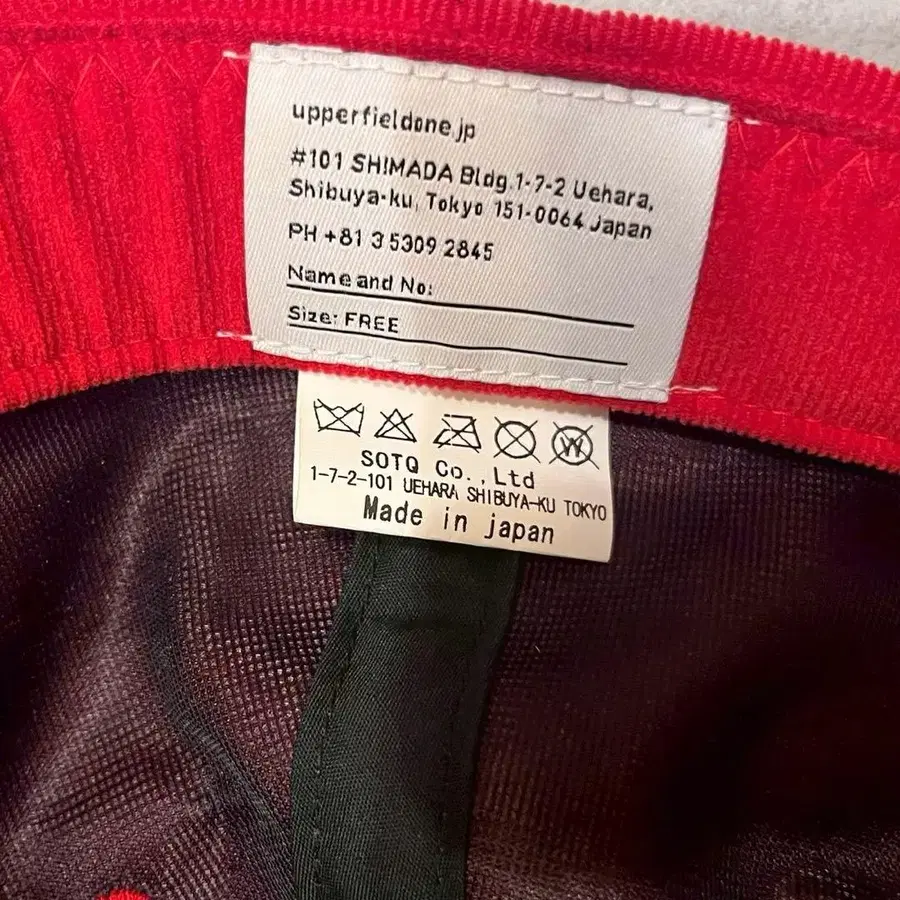 upperfieldone.jp
#101 SHIMADA Bldg.1-7-2 Uehara,
Shibuya-ku, Tokyo 151-0064 Japan
PH +81 3 5309 2845
Name and No:
Size: FREE
W
SOTO Co.,Ltd
1-7-2-101 UEHARA SHIBUYA-KU TOKYO
Made in japan